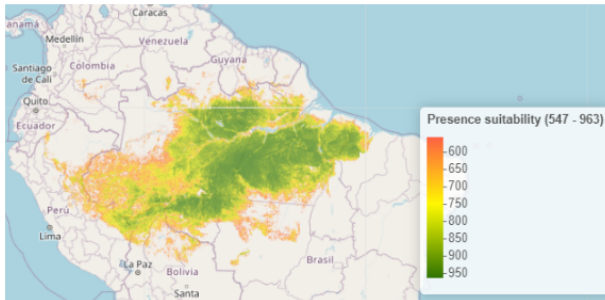 Caracas
Panamá
Medellín
Venezuela
Guyana
Santiago
de Cali
Colombia
Quito
Ecuador
Presence suitability (547 - 963)
600
650
700
750
800
850
900
950
Perú
Lima
La Paz
Bolivia
Brasil
Santa